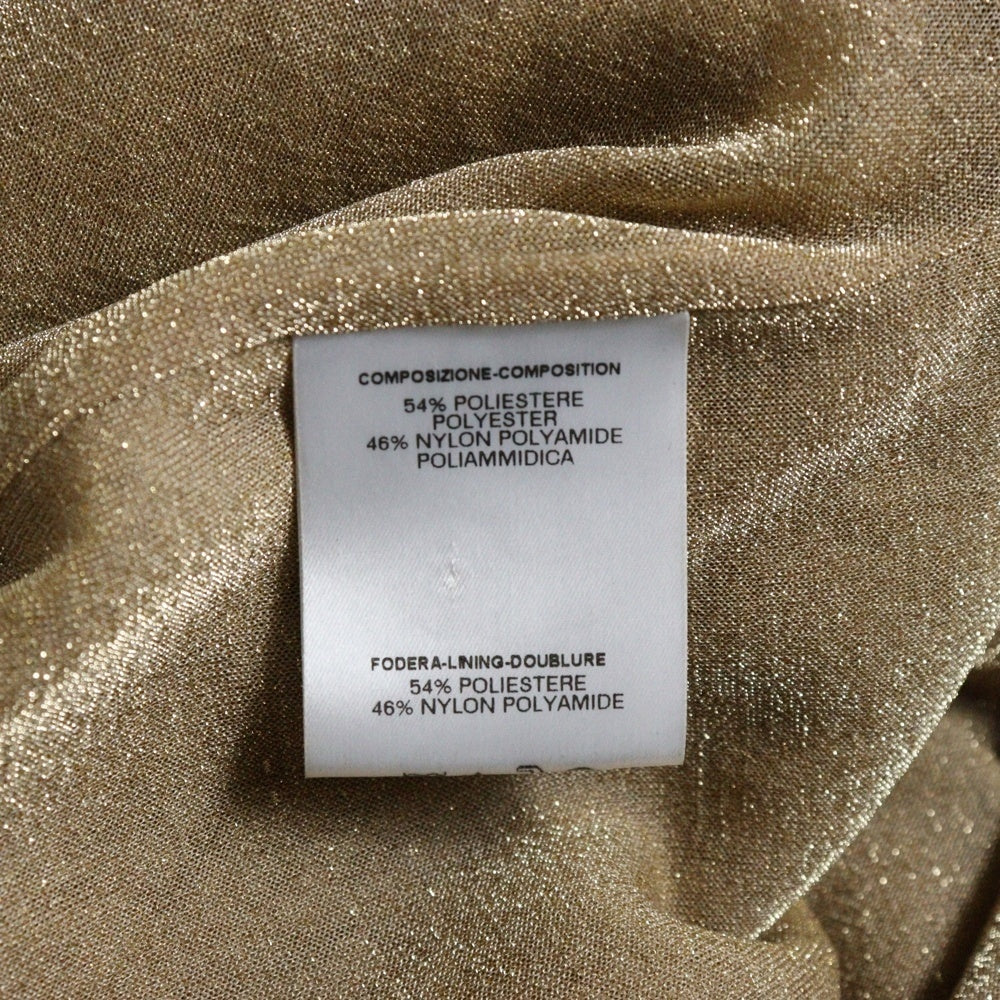 COMPOSIZIONE-COMPOSITION
54% POLIESTERE
POLYESTER
46% NYLON POLYAMIDE
POLIAMMIDICA
FODERA-LINING-DOUBLURE
54% POLIESTERE
46% NYLON POLYAMIDE